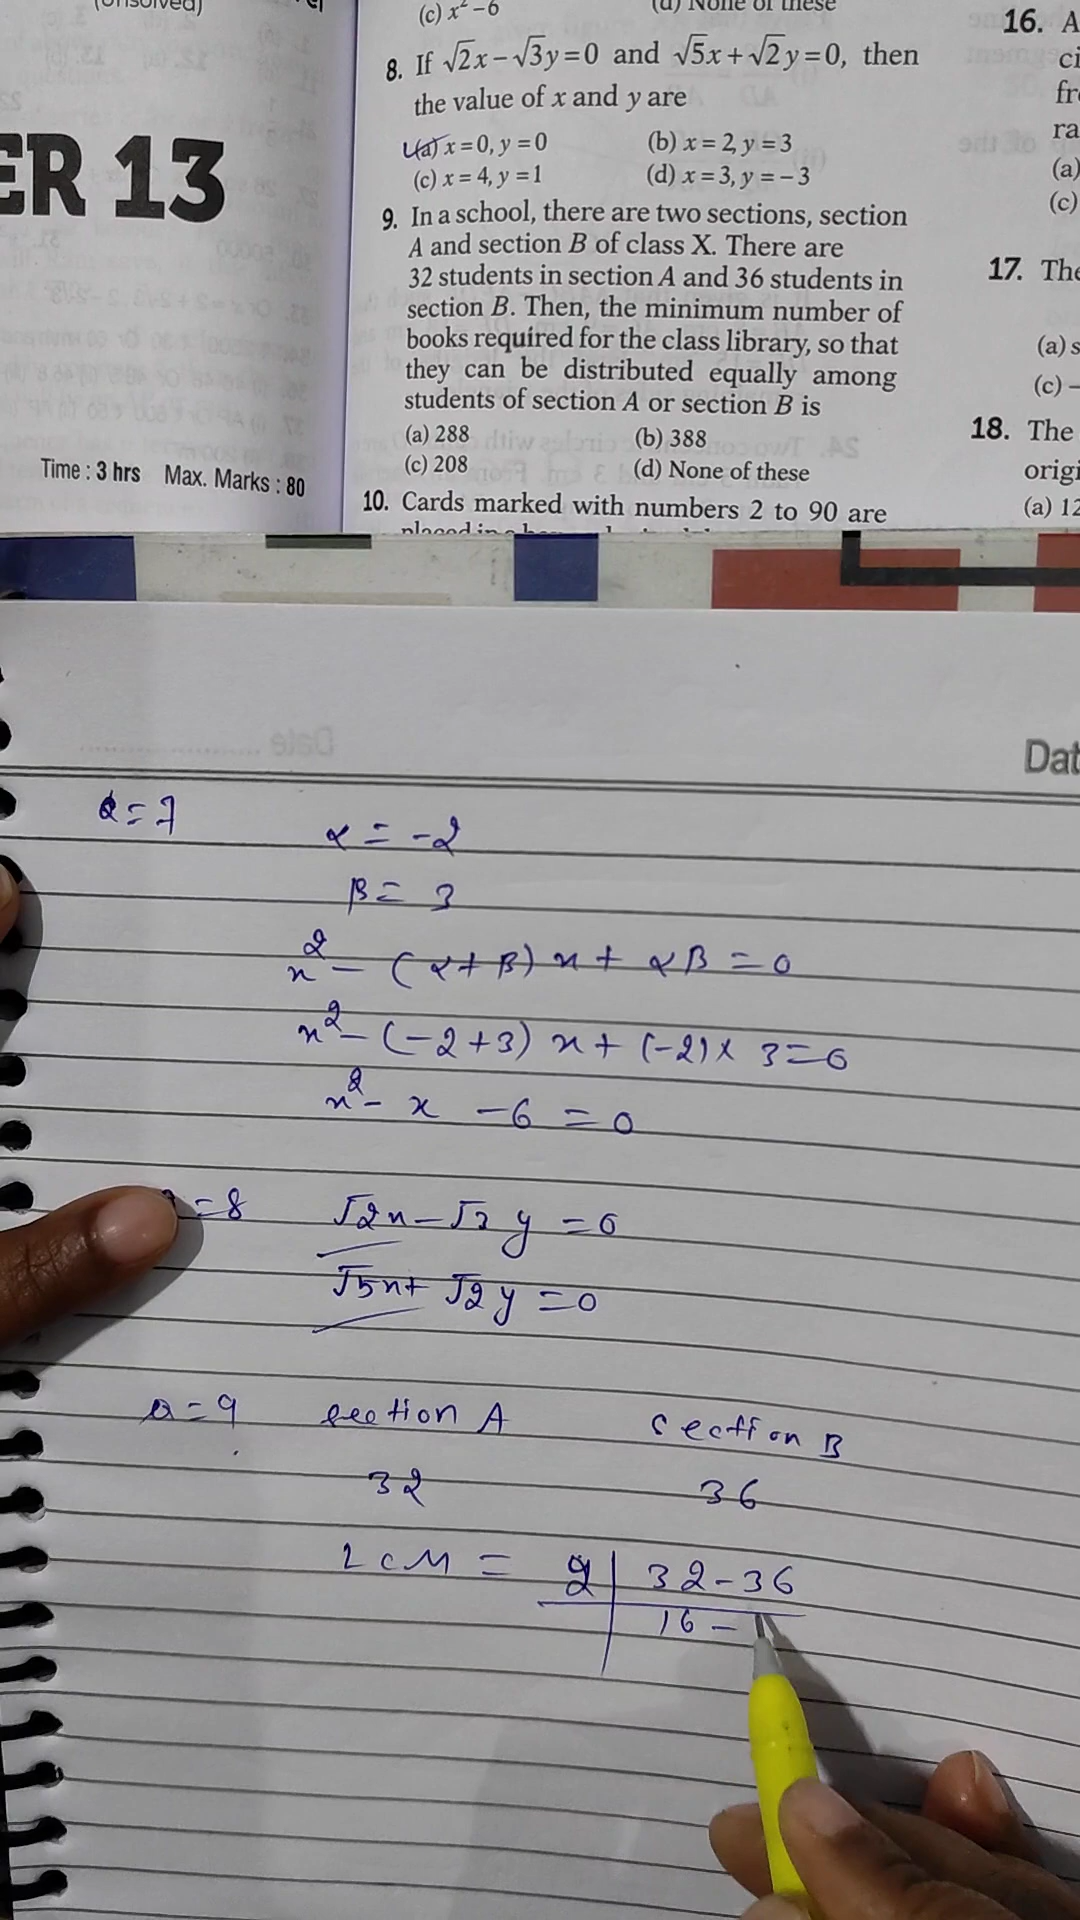 (Unsolved)
ER 13
Time : 3 hrs Max. Marks : 80
(c) x² – 6 (d) None of these
8. If √2x – √3y = 0 and √5x + √2y = 0, then
the value of x and y are
(a) x = 0, y = 0 (b) x = 2, y = 3
(c) x = 4, y = 1 (d) x = 3, y = – 3
9. In a school, there are two sections, section
A and section B of class X. There are
32 students in section A and 36 students in
section B. Then, the minimum number of
books required for the class library, so that
they can be distributed equally among
students of section A or section B is
(a) 288 (b) 388
(c) 208 (d) None of these
10. Cards marked with numbers 2 to 90 are
16. A
(a)
(c)
17. The
(a) s
(c) –
18. The
origi
(a) 12
Dat
Q = 7 α = -2
β = 3
x² - (α + β) x + αβ = 0
x² - (-2 + 3) x + (-2) × 3 = 0
x² - x - 6 = 0
= 8 √2x - √3 y = 0
√5x + √2 y = 0
Q = 9 section A section B
32 36
LCM = 2 | 32 - 36
16 - 1